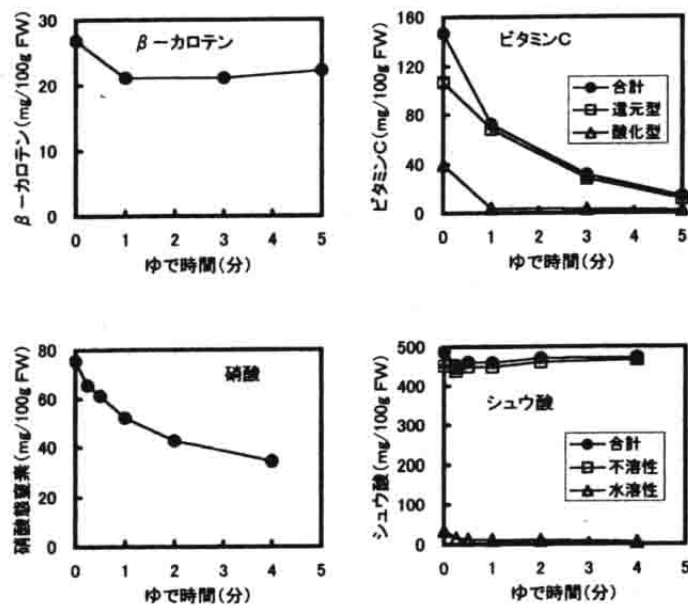 β－カロテン
β－カロテン(mg/100g FW)
30
20
10
0
0 1 2 3 4 5
ゆで時間(分)
ビタミンC
ビタミンC(mg/100g FW)
160
120
80
40
0
合計
還元型
酸化型
0 1 2 3 4 5
ゆで時間(分)
硝酸
硝酸態窒素(mg/100g FW)
80
60
40
20
0
0 1 2 3 4 5
ゆで時間(分)
シュウ酸
シュウ酸(mg/100g FW)
500
400
300
200
100
0
合計
不溶性
水溶性
0 1 2 3 4 5
ゆで時間(分)